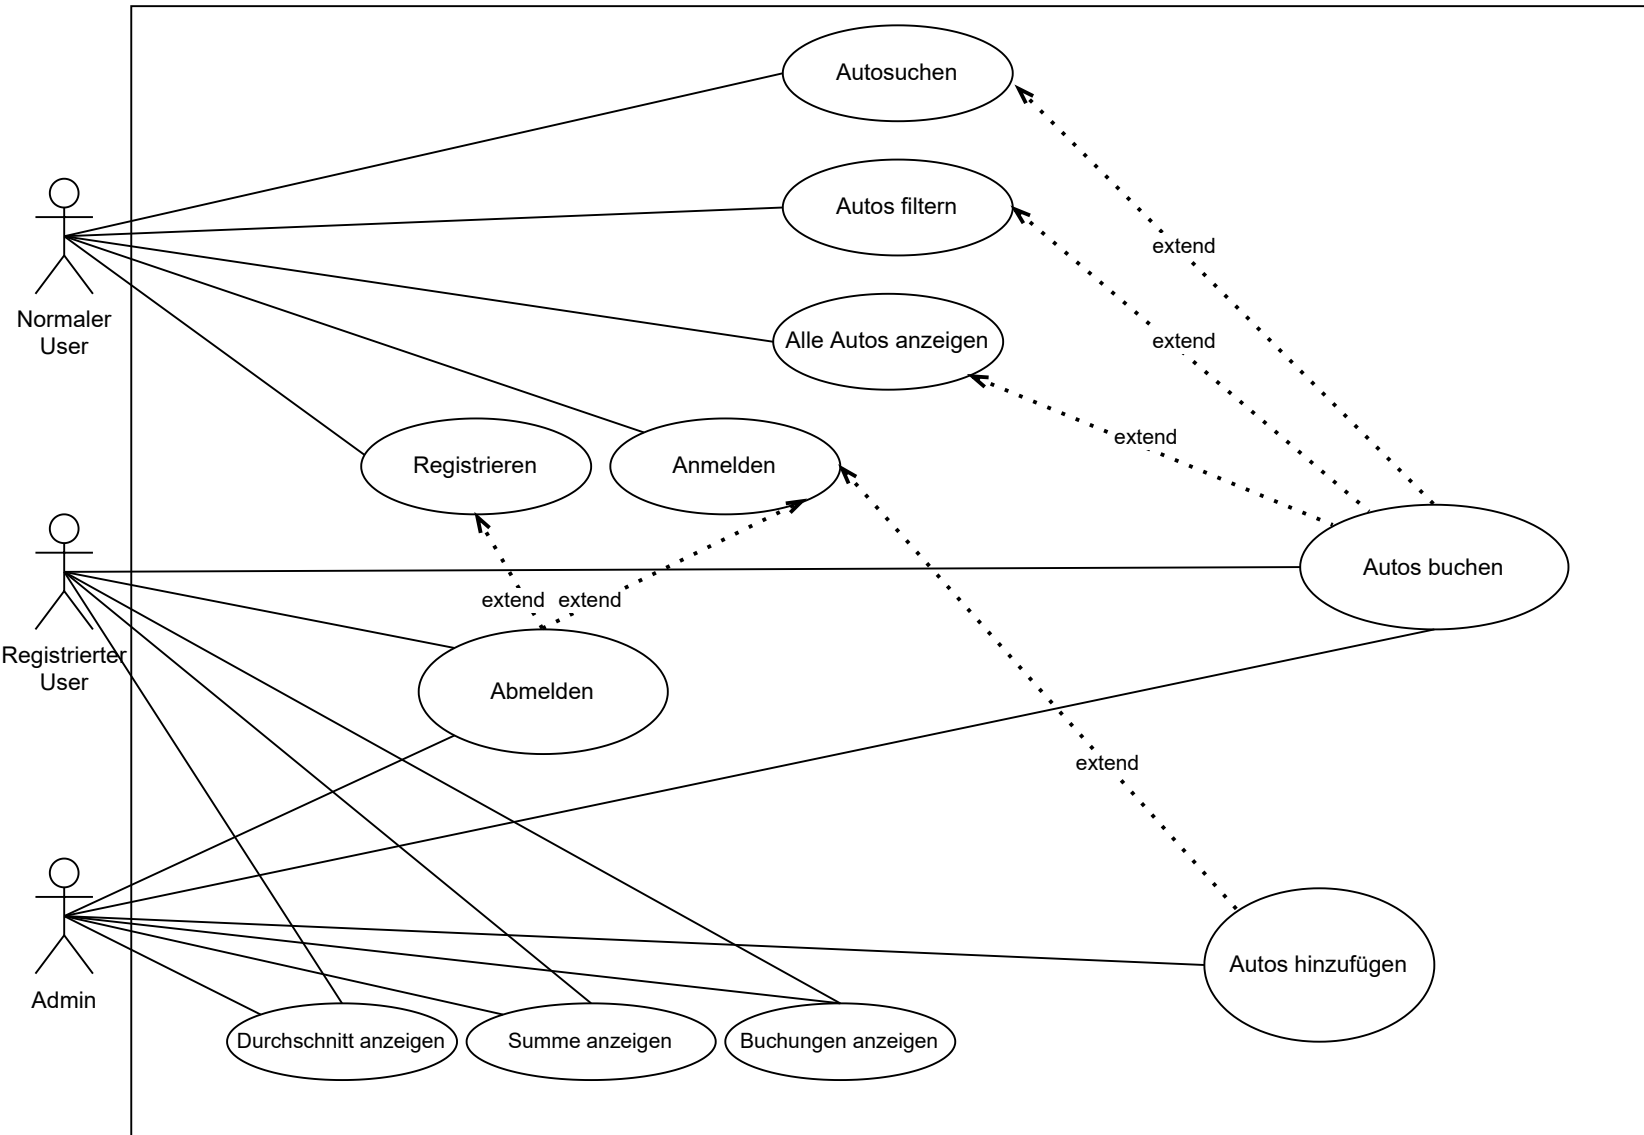 Autosuchen
Autos filtern
extend
Normaler
User
Alle Autos anzeigen
extend
extend
Registrieren
Anmelden
Autos buchen
extend
extend
Registrierter
User
Abmelden
extend
Autos hinzufügen
Admin
Durchschnitt anzeigen
Summe anzeigen
Buchungen anzeigen